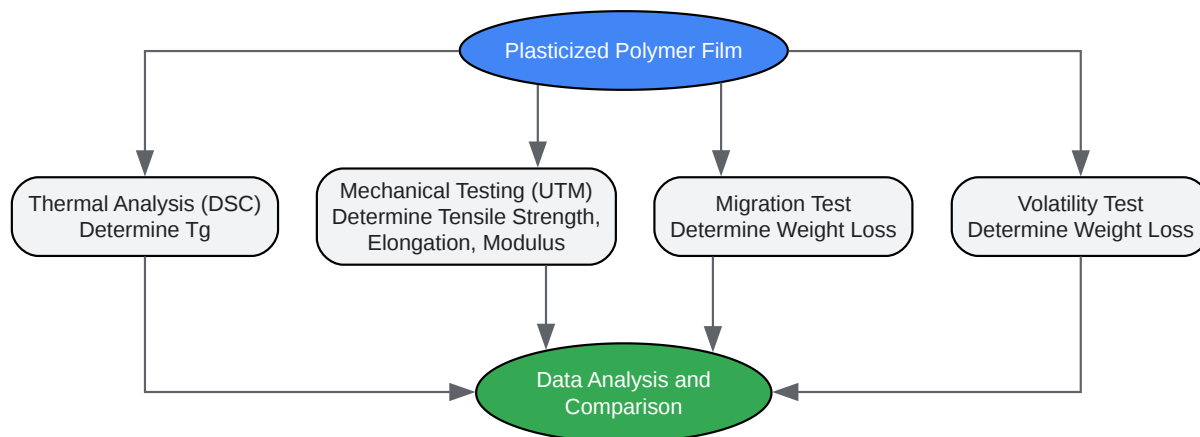 Plasticized Polymer Film
Thermal Analysis (DSC)
Determine Tg
Mechanical Testing (UTM)
Determine Tensile Strength,
Elongation, Modulus
Migration Test
Determine Weight Loss
Volatility Test
Determine Weight Loss
Data Analysis and
Comparison